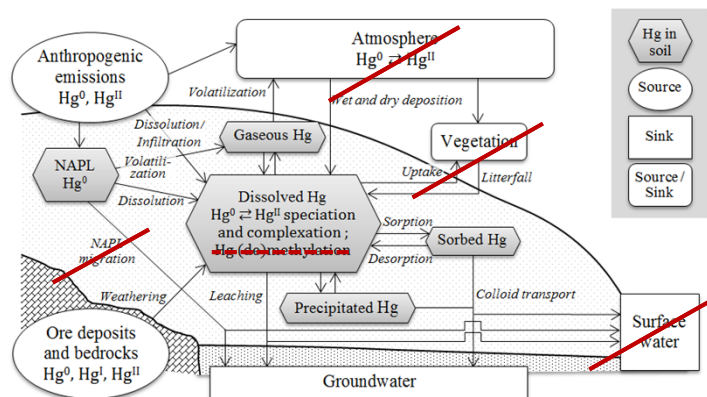 Anthropogenic
emissions
Hg⁰, Hgᴵᴵ
Atmosphere
Hg⁰ ⇄ Hgᴵᴵ
Hg in
soil
Source
Sink
Source /
Sink
Volatilization
Wet and dry deposition
Dissolution/
Infiltration
Gaseous Hg
Vegetation
NAPL
Hg⁰
Volatili-
zation
Dissolution
Uptake
Litterfall
Dissolved Hg
Hg⁰ ⇄ Hgᴵᴵ speciation
and complexation ;
Hg (de)methylation
Sorption
Desorption
Sorbed Hg
NAPL
migration
Weathering
Leaching
Precipitated Hg
Colloid transport
Ore deposits
and bedrocks
Hg⁰, Hgᴵ, Hgᴵᴵ
Surface
water
Groundwater